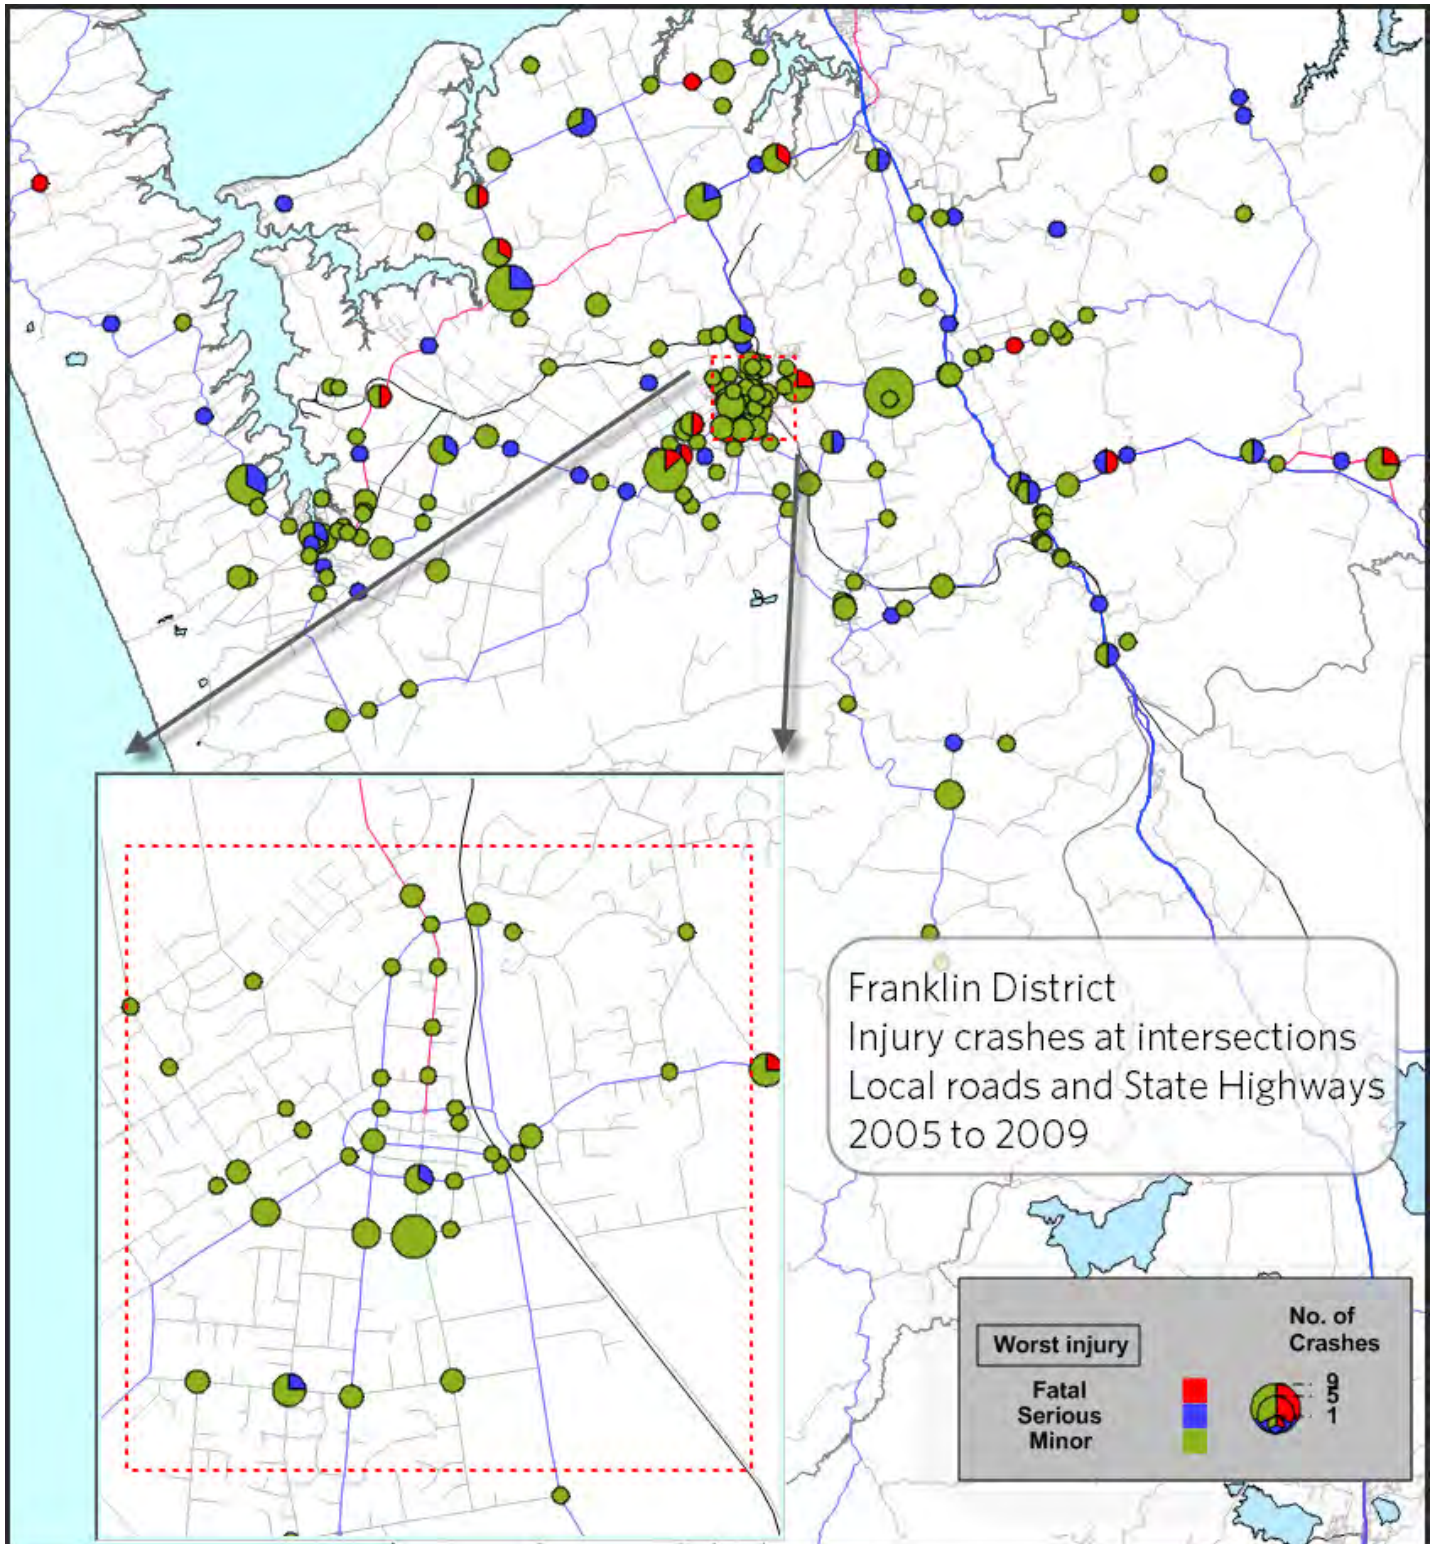 Franklin District
Injury crashes at intersections
Local roads and State Highways
2005 to 2009
No. of
Crashes
Worst injury
Fatal
Serious
Minor
9
5
1